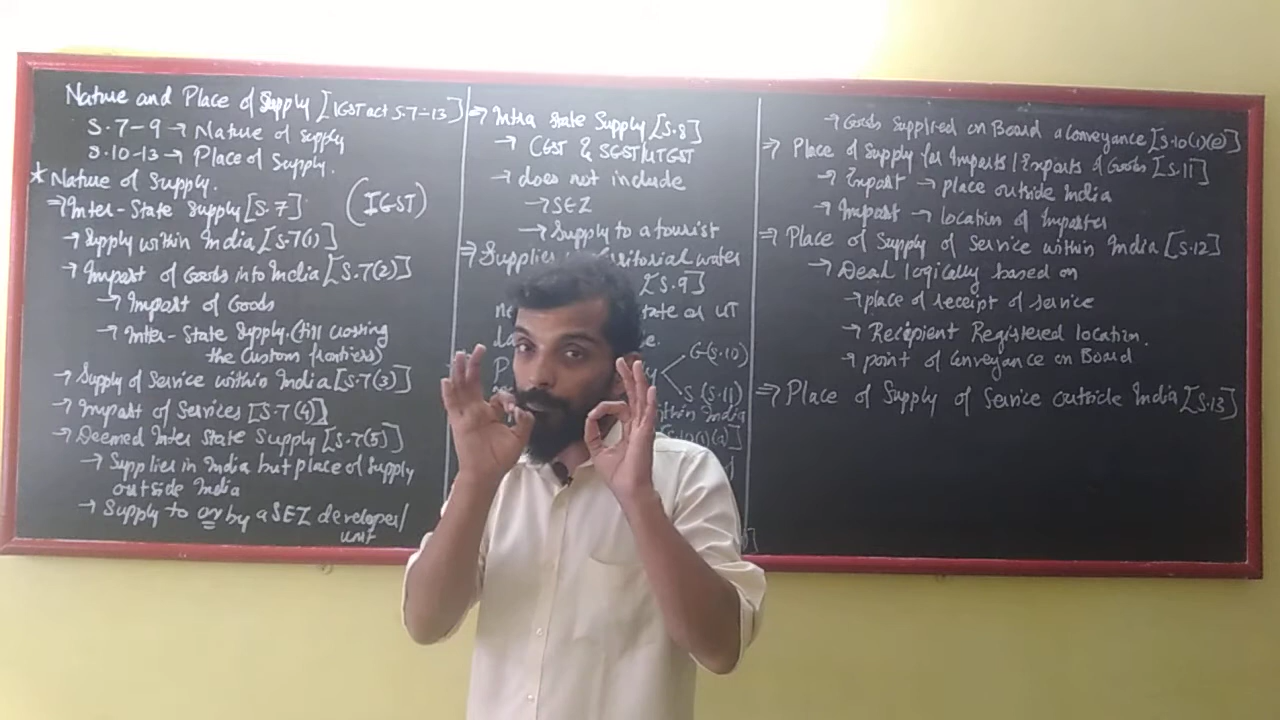 Nature and Place of Supply [IGST act S.7-13]
S.7-9 → Nature of supply
S.10-13 → Place of Supply.
* Nature of Supply.
⇒ Inter-State Supply [S.7] (IGST)
→ Supply within India [S.7(1)]
→ Import of Goods into India [S.7(2)]
→ Import of Goods
→ Inter-State Supply. (till crossing
the Custom frontiers)
→ Supply of Service within India [S.7(3)]
→ Import of Services [S.7(4)]
→ Deemed Inter State Supply [S.7(5)]
→ Supplies in India but place of supply
outside India
→ Supply to or by a SEZ developer/
unit
⇒ Intra State Supply [S.8]
→ CGST & SGST/UTGST
→ does not include
→ SEZ
→ Supply to a tourist
⇒ Supplies territorial water
[S.9]
state or UT
G (S.10)
S (S.11)
within India
→ Goods Supplied on Board a Conveyance [S.10(1)(e)]
⇒ Place of Supply for Imports/Exports of Goods [S.11]
→ Export → place outside India
→ Import → location of Importer
⇒ Place of Supply of Service within India [S.12]
→ Deal logically based on
→ place of receipt of service
→ Recipient Registered location.
→ point of Conveyance on Board
⇒ Place of Supply of Service outside India [S.13]